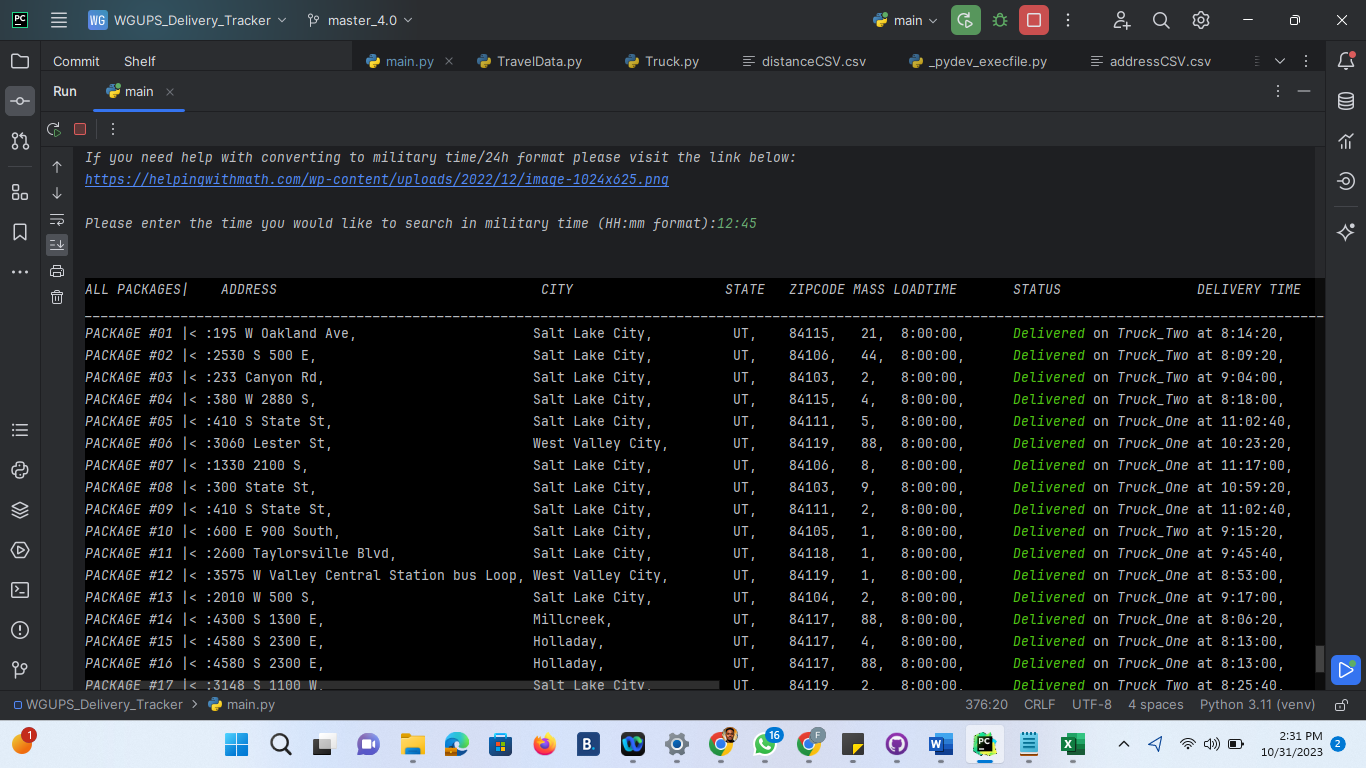 PC WG WGUPS_Delivery_Tracker master_4.0 main
Commit Shelf main.py TravelData.py Truck.py distanceCSV.csv _pydev_execfile.py addressCSV.csv
Run main
If you need help with converting to military time/24h format please visit the link below:
https://helpingwithmath.com/wp-content/uploads/2022/12/image-1024x625.png
Please enter the time you would like to search in military time (HH:mm format):12:45
ALL PACKAGES| ADDRESS CITY STATE ZIPCODE MASS LOADTIME STATUS DELIVERY TIME
PACKAGE #01 |< :195 W Oakland Ave, Salt Lake City, UT, 84115, 21, 8:00:00, Delivered on Truck_Two at 8:14:20,
PACKAGE #02 |< :2530 S 500 E, Salt Lake City, UT, 84106, 44, 8:00:00, Delivered on Truck_Two at 8:09:20,
PACKAGE #03 |< :233 Canyon Rd, Salt Lake City, UT, 84103, 2, 8:00:00, Delivered on Truck_Two at 9:04:00,
PACKAGE #04 |< :380 W 2880 S, Salt Lake City, UT, 84115, 4, 8:00:00, Delivered on Truck_Two at 8:18:00,
PACKAGE #05 |< :410 S State St, Salt Lake City, UT, 84111, 5, 8:00:00, Delivered on Truck_One at 11:02:40,
PACKAGE #06 |< :3060 Lester St, West Valley City, UT, 84119, 88, 8:00:00, Delivered on Truck_One at 10:23:20,
PACKAGE #07 |< :1330 2100 S, Salt Lake City, UT, 84106, 8, 8:00:00, Delivered on Truck_One at 11:17:00,
PACKAGE #08 |< :300 State St, Salt Lake City, UT, 84103, 9, 8:00:00, Delivered on Truck_One at 10:59:20,
PACKAGE #09 |< :410 S State St, Salt Lake City, UT, 84111, 2, 8:00:00, Delivered on Truck_One at 11:02:40,
PACKAGE #10 |< :600 E 900 South, Salt Lake City, UT, 84105, 1, 8:00:00, Delivered on Truck_Two at 9:15:20,
PACKAGE #11 |< :2600 Taylorsville Blvd, Salt Lake City, UT, 84118, 1, 8:00:00, Delivered on Truck_One at 9:45:40,
PACKAGE #12 |< :3575 W Valley Central Station bus Loop, West Valley City, UT, 84119, 1, 8:00:00, Delivered on Truck_One at 8:53:00,
PACKAGE #13 |< :2010 W 500 S, Salt Lake City, UT, 84104, 2, 8:00:00, Delivered on Truck_One at 9:17:00,
PACKAGE #14 |< :4300 S 1300 E, Millcreek, UT, 84117, 88, 8:00:00, Delivered on Truck_One at 8:06:20,
PACKAGE #15 |< :4580 S 2300 E, Holladay, UT, 84117, 4, 8:00:00, Delivered on Truck_One at 8:13:00,
PACKAGE #16 |< :4580 S 2300 E, Holladay, UT, 84117, 88, 8:00:00, Delivered on Truck_One at 8:13:00,
PACKAGE #17 |< :3148 S 1100 W, Salt Lake City, UT, 84119, 2, 8:00:00, Delivered on Truck_One at 8:25:40,
WGUPS_Delivery_Tracker > main.py 376:20 CRLF UTF-8 4 spaces Python 3.11 (venv)
1 B. 16 F W PC X 2:31 PM
10/31/2023 2